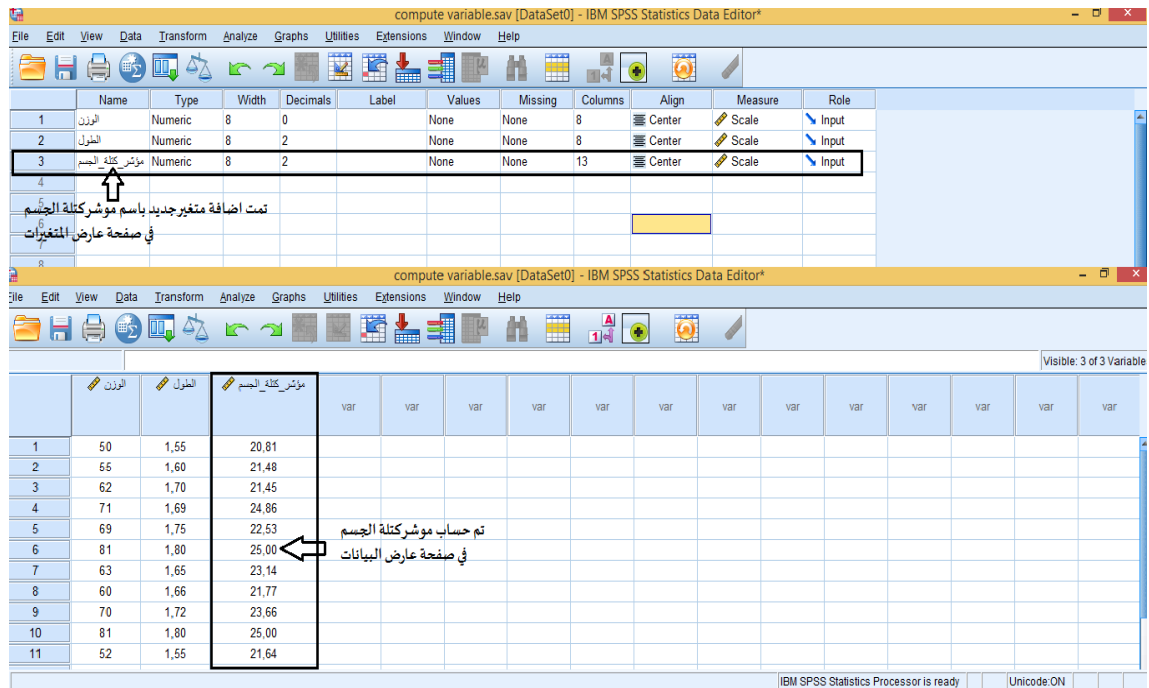 compute variable.sav [DataSet0] - IBM SPSS Statistics Data Editor*
File Edit View Data Transform Analyze Graphs Utilities Extensions Window Help
Name Type Width Decimals Label Values Missing Columns Align Measure Role
1 الوزن Numeric 8 0 None None 8 Center Scale Input
2 الطول Numeric 8 2 None None 8 Center Scale Input
3 مؤشر_كتلة_الجسم Numeric 8 2 None None 13 Center Scale Input
4
5
تمت اضافة متغيرجديد باسم موشركتلة الجسم
6
في صفحة عارض المتغيرات
7
8
compute variable.sav [DataSet0] - IBM SPSS Statistics Data Editor*
File Edit View Data Transform Analyze Graphs Utilities Extensions Window Help
Visible: 3 of 3 Variable
الوزن الطول مؤشر_كتلة_الجسم var var var var var var var var var var var var
1 50 1,55 20,81
2 55 1,60 21,48
3 62 1,70 21,45
4 71 1,69 24,86
5 69 1,75 22,53
تم حساب موشركتلة الجسم
6 81 1,80 25,00
في صفحة عارض البيانات
7 63 1,65 23,14
8 60 1,66 21,77
9 70 1,72 23,66
10 81 1,80 25,00
11 52 1,55 21,64
IBM SPSS Statistics Processor is ready Unicode:ON